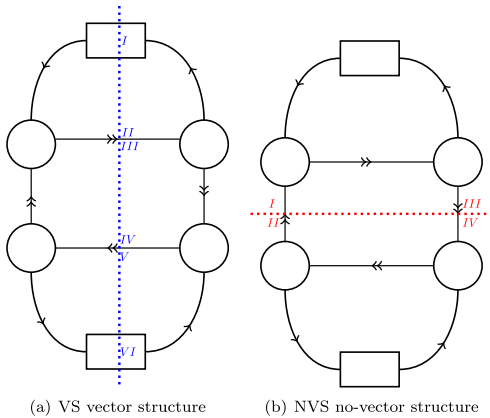 I
II
III
IV
V
VI
I
II
III
IV
(a) VS vector structure
(b) NVS no-vector structure